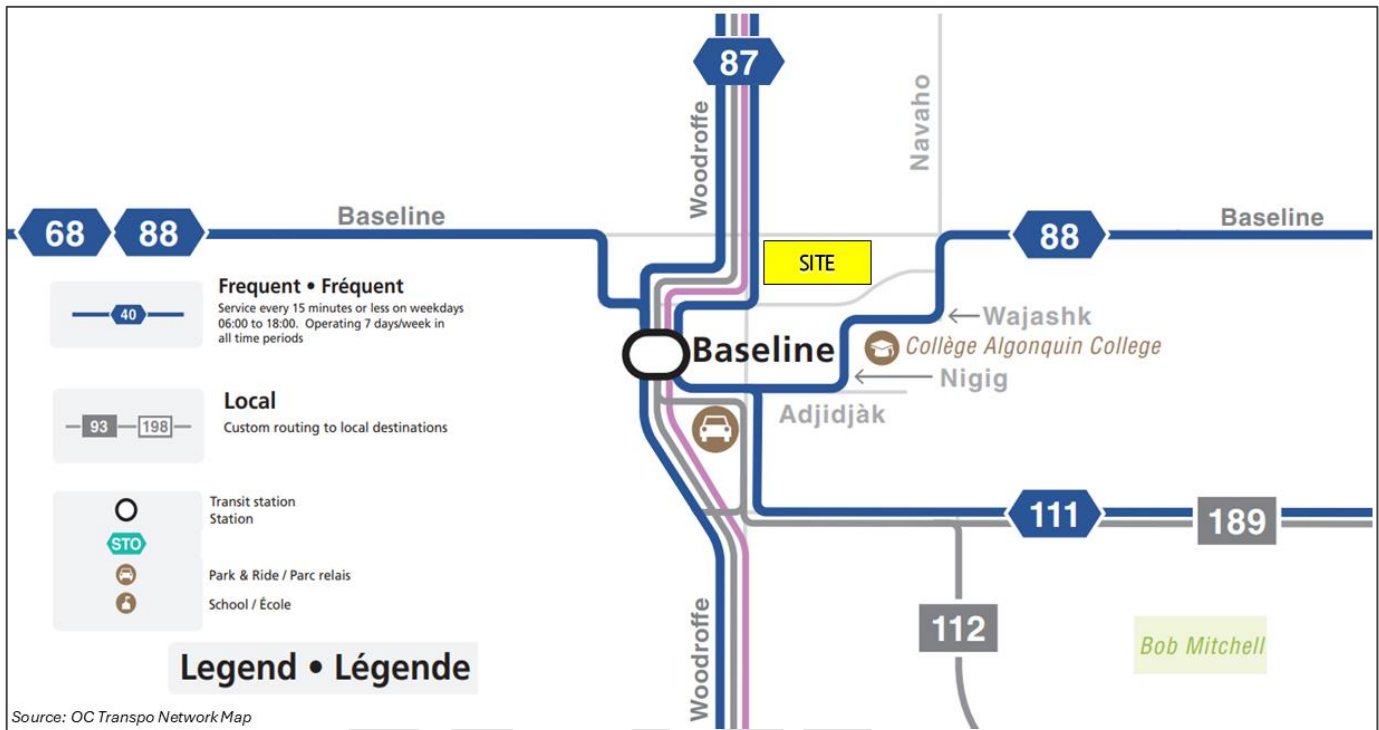 87
Woodroffe
Navaho
68
88
Baseline
88
Baseline
SITE
40
Frequent • Fréquent
Service every 15 minutes or less on weekdays
06:00 to 18:00. Operating 7 days/week in
all time periods
Wajashk
Collège Algonquin College
Baseline
Nigig
Adjidjàk
93
198
Local
Custom routing to local destinations
Transit station
Station
STO
Park & Ride / Parc relais
School / École
111
189
112
Bob Mitchell
Woodroffe
Legend • Légende
Source: OC Transpo Network Map